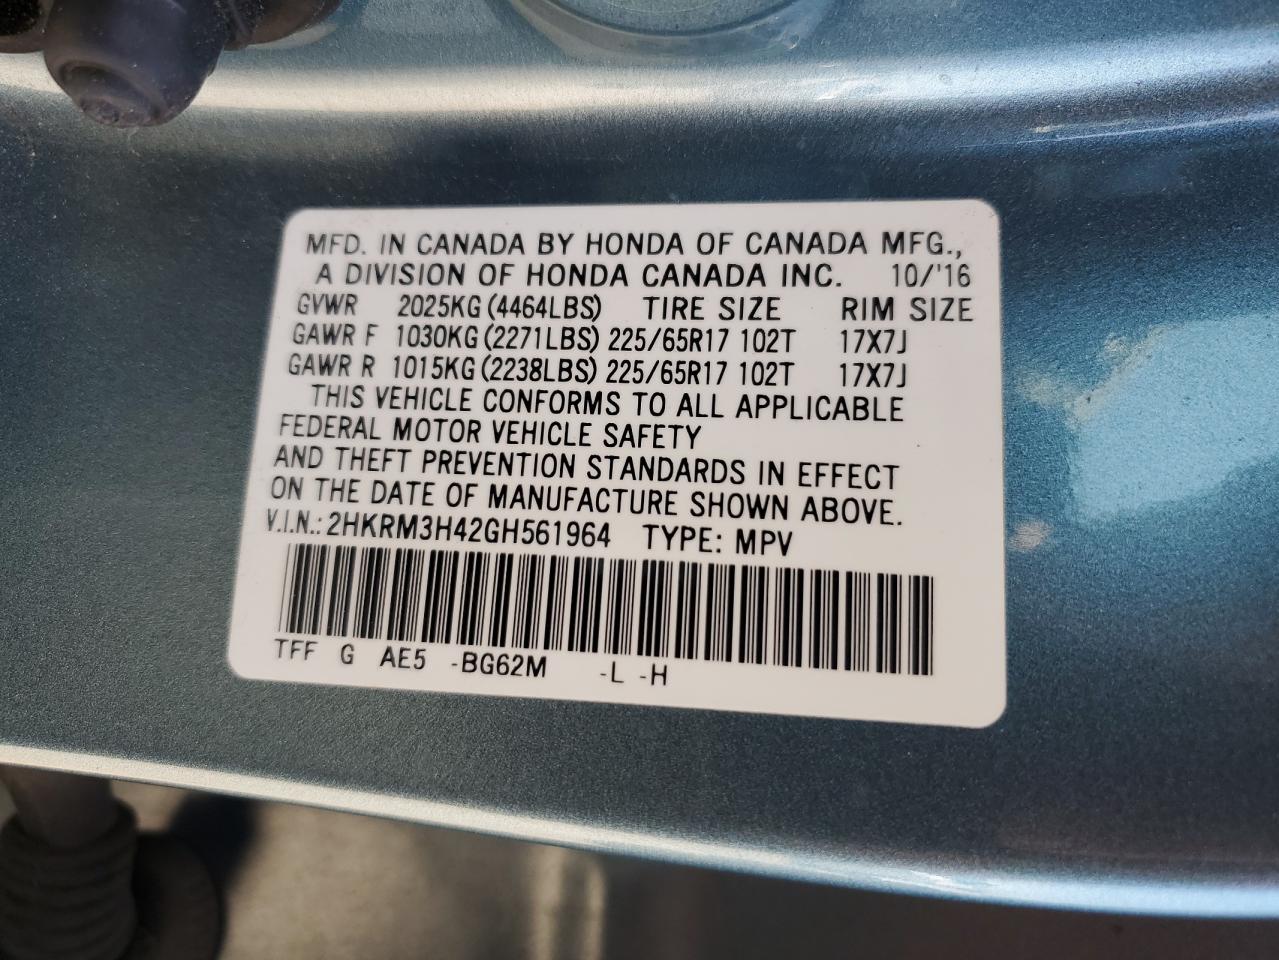 MFD. IN CANADA BY HONDA OF CANADA MFG.,
A DIVISION OF HONDA CANADA INC. 10/'16
GVWR 2025KG (4464LBS) TIRE SIZE RIM SIZE
GAWR F 1030KG (2271LBS) 225/65R17 102T 17X7J
GAWR R 1015KG (2238LBS) 225/65R17 102T 17X7J
THIS VEHICLE CONFORMS TO ALL APPLICABLE
FEDERAL MOTOR VEHICLE SAFETY
AND THEFT PREVENTION STANDARDS IN EFFECT
ON THE DATE OF MANUFACTURE SHOWN ABOVE.
V.I.N.: 2HKRM3H42GH561964 TYPE: MPV
TFF G AE5 -BG62M -L -H